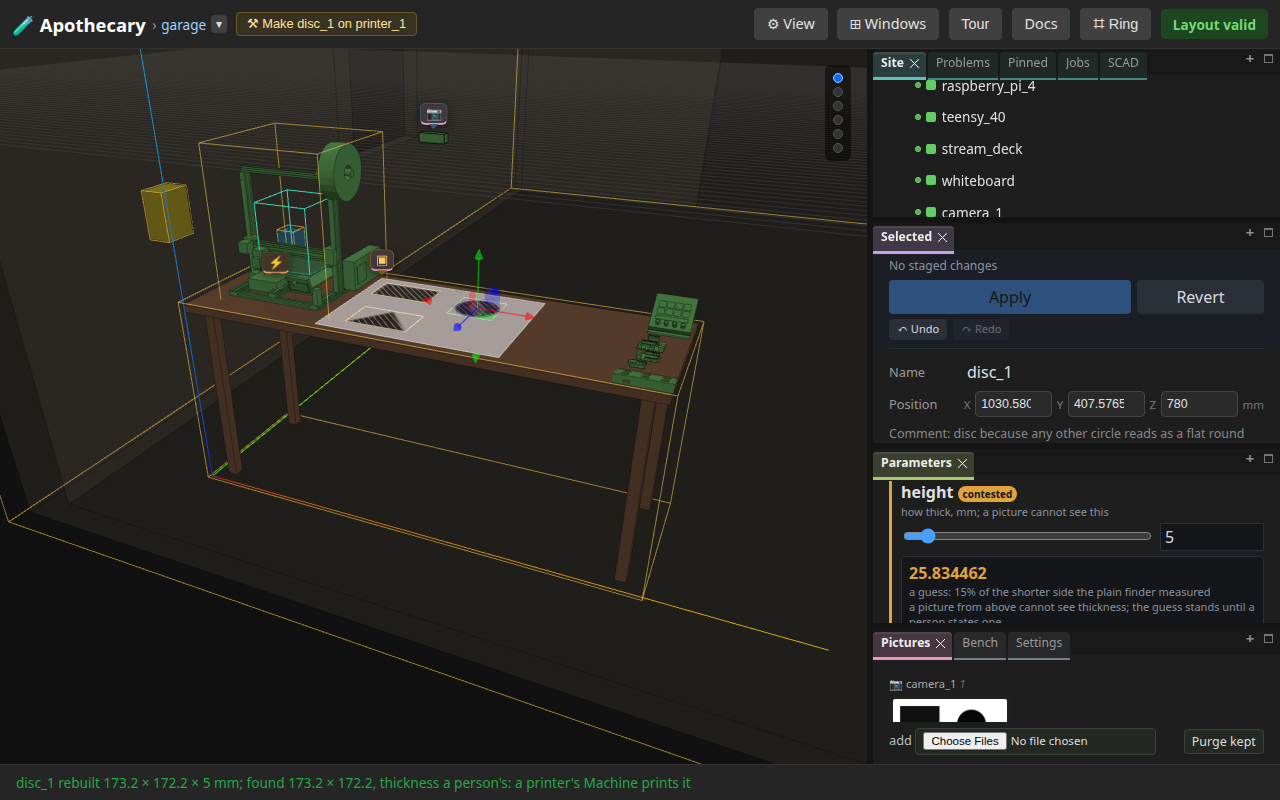 Apothecary › garage ▾ ⚒ Make disc_1 on printer_1
⚙ View ⊞ Windows Tour Docs ⌗ Ring Layout valid
Site Problems Pinned Jobs SCAD
raspberry_pi_4
teensy_40
stream_deck
whiteboard
camera_1
Selected
No staged changes
Apply Revert
↶ Undo ↷ Redo
Name disc_1
Position X 1030.580 Y 407.5765 Z 780 mm
Comment: disc because any other circle reads as a flat round
Parameters
height contested
how thick, mm; a picture cannot see this
5
25.834462
a guess: 15% of the shorter side the plain finder measured
a picture from above cannot see thickness; the guess stands until a
person states one
Pictures Bench Settings
camera_1 1
add Choose Files No file chosen Purge kept
disc_1 rebuilt 173.2 × 172.2 × 5 mm; found 173.2 × 172.2, thickness a person's: a printer's Machine prints it